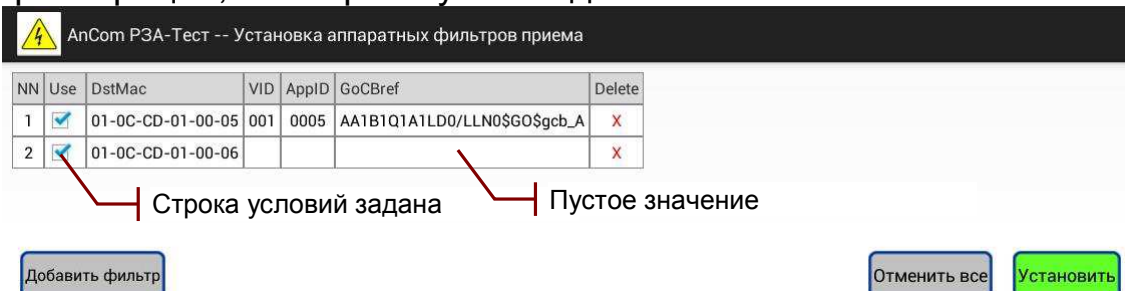 AnCom РЗА-Тест -- Установка аппаратных фильтров приема
NN Use DstMac VID AppID GoCBref Delete
1 01-0C-CD-01-00-05 001 0005 AA1B1Q1A1LD0/LLN0$GO$gcb_A X
2 01-0C-CD-01-00-06 X
Строка условий задана Пустое значение
Добавить фильтр Отменить все Установить